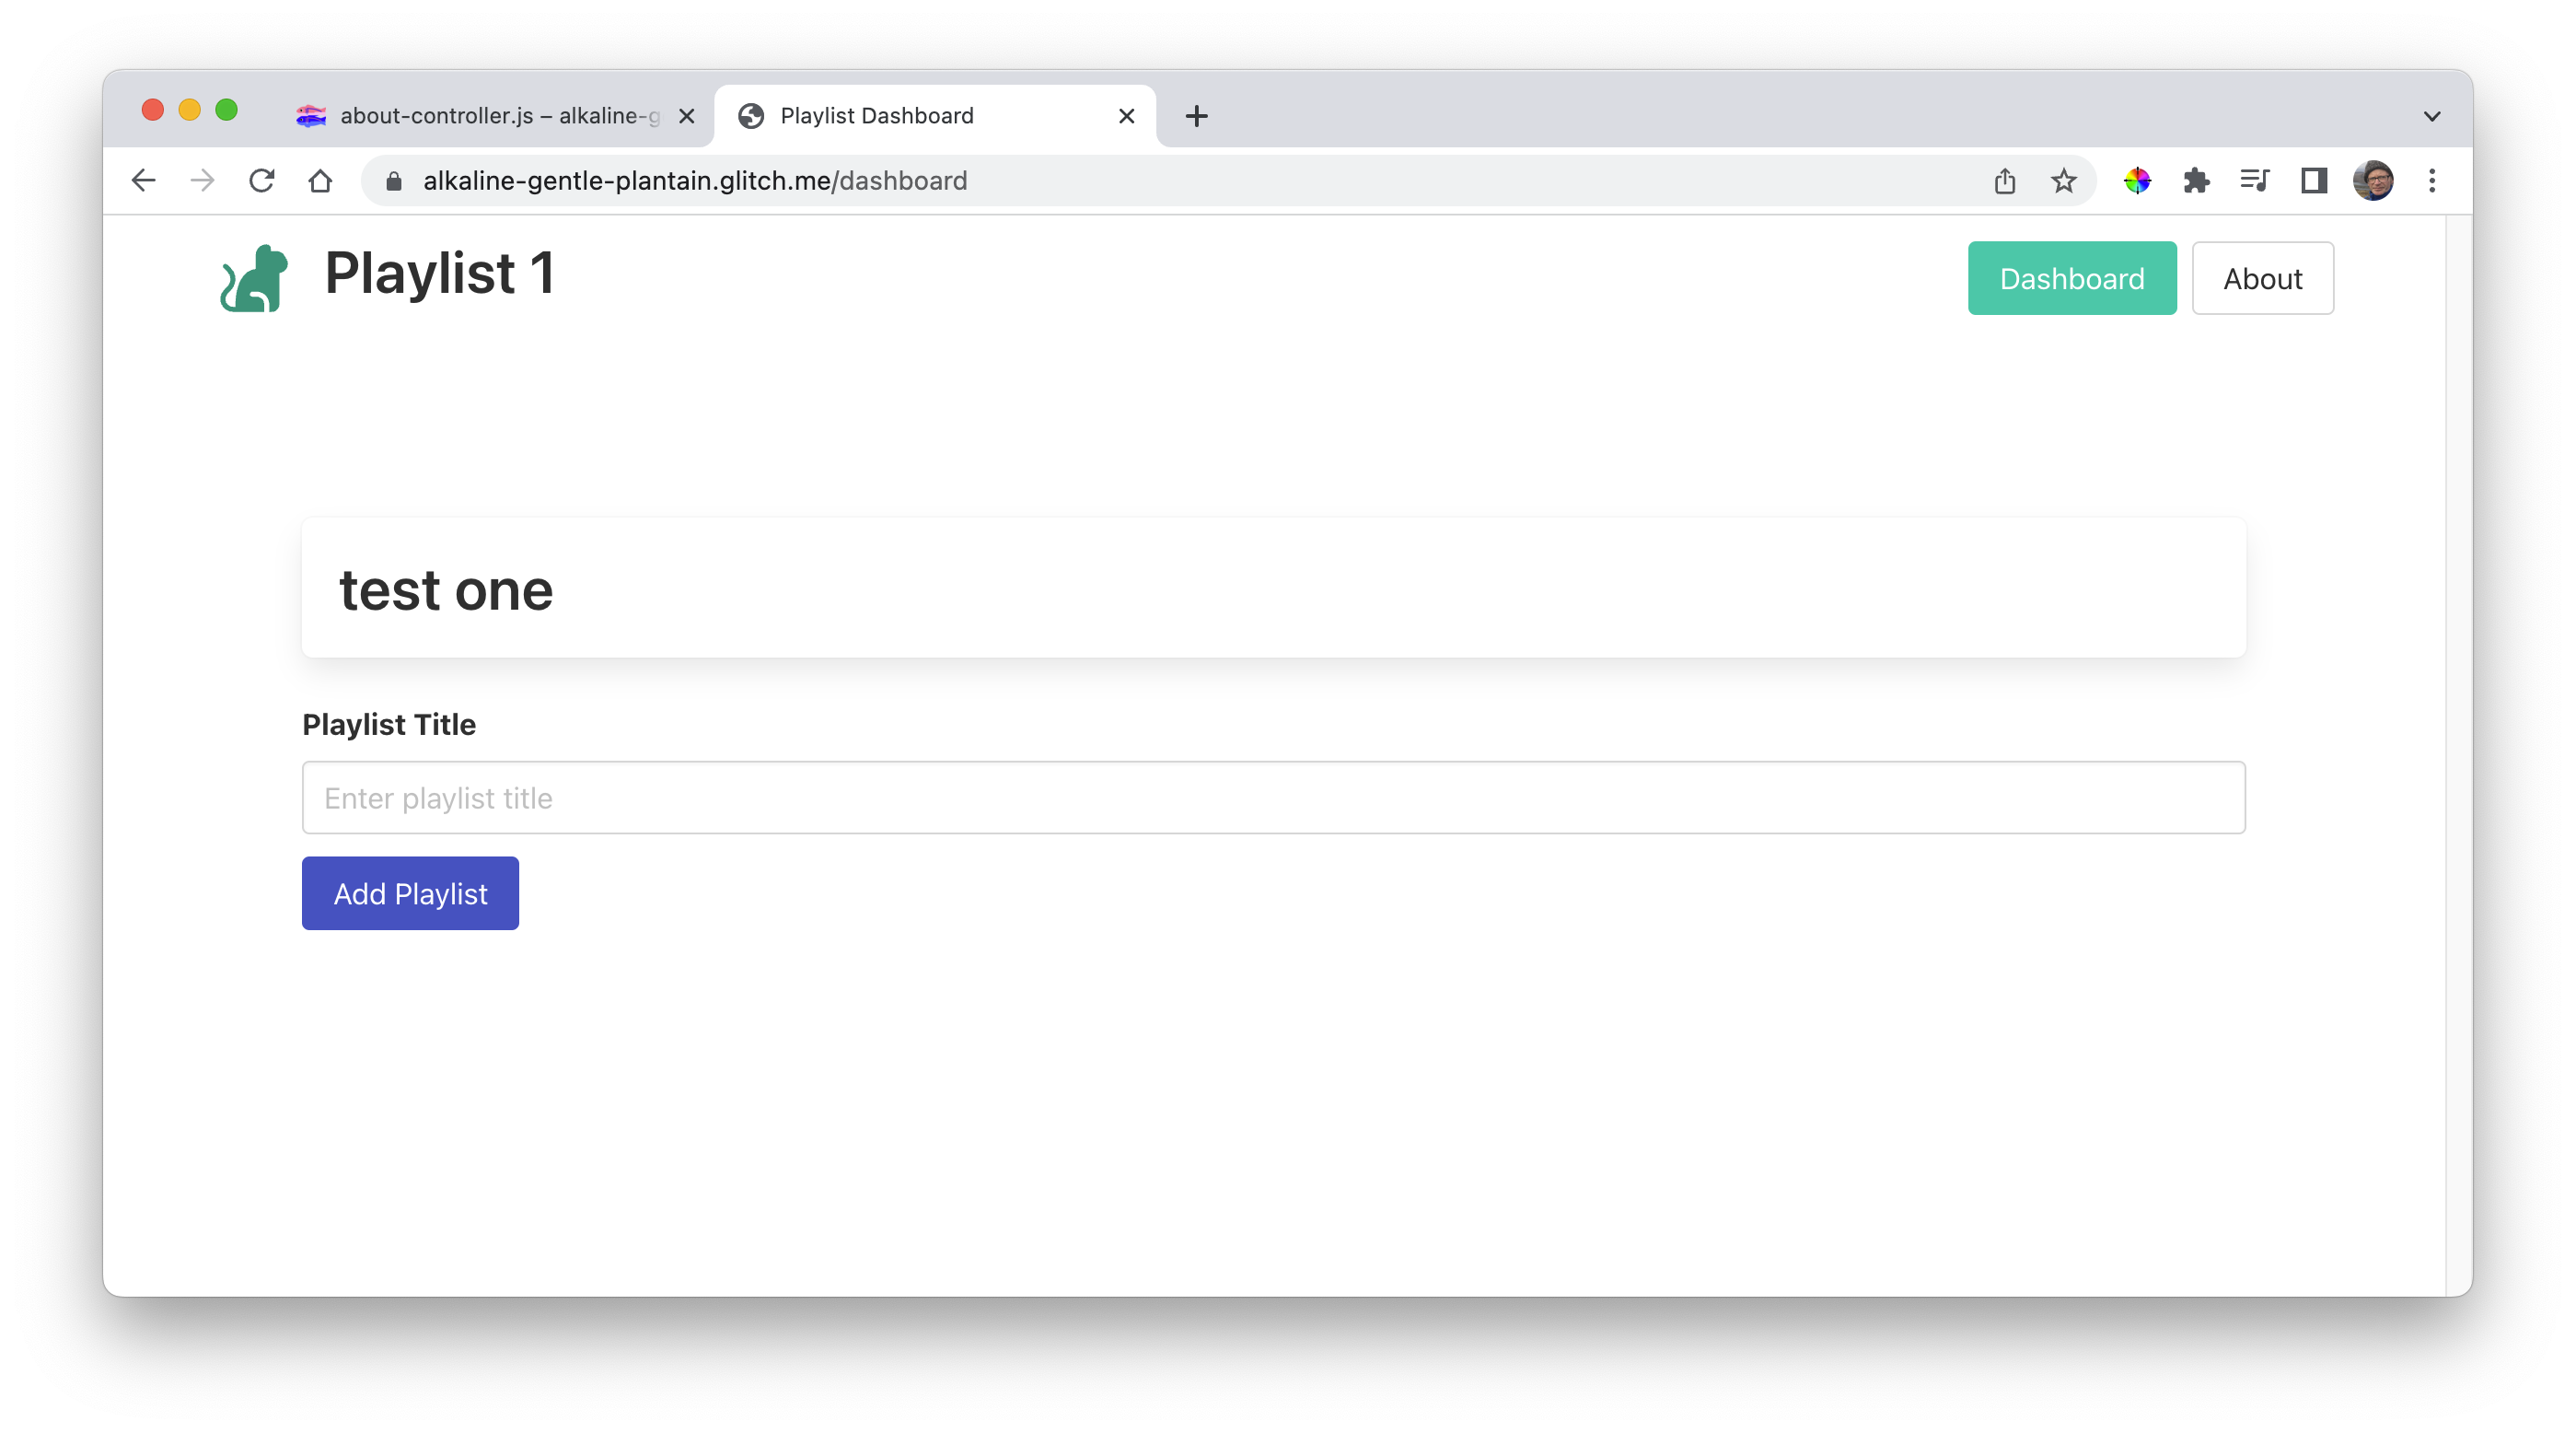 about-controller.js – alkaline-g
Playlist Dashboard
alkaline-gentle-plantain.glitch.me/dashboard
Playlist 1
Dashboard
About
test one
Playlist Title
Enter playlist title
Add Playlist